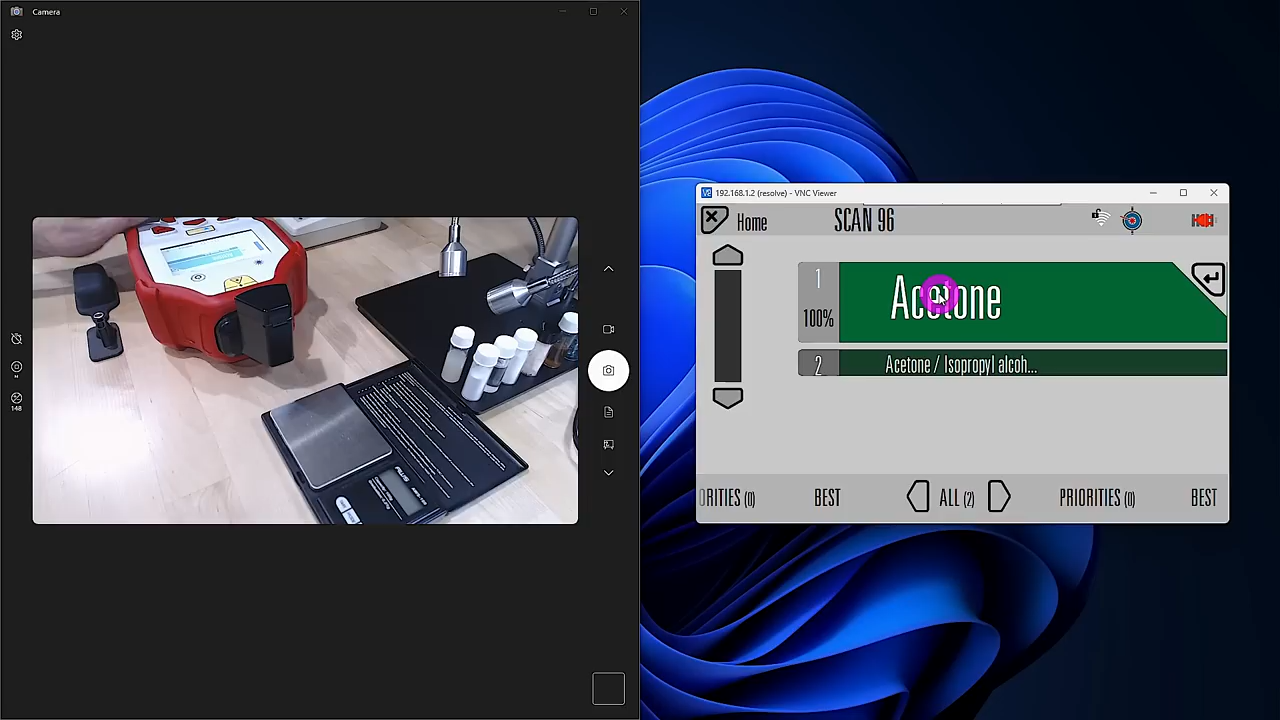 Camera
148
192.168.1.2 (resolve) - VNC Viewer
Home
SCAN 96
1
100%
Acetone
2
Acetone / Isopropyl alcoh...
ORITIES (0)
BEST
ALL (2)
PRIORITIES (0)
BEST